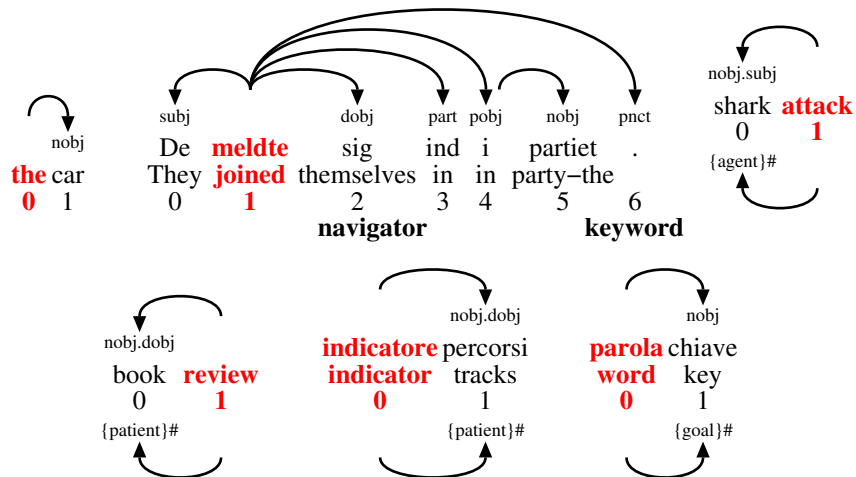 nobj
the car
0 1
subj dobj part pobj nobj pnct
De meldte sig ind i partiet .
They joined themselves in in party−the
0 1 2 3 4 5 6
navigator keyword
nobj.subj
shark attack
0 1
{agent}#
nobj.dobj
book review
0 1
{patient}#
nobj.dobj
indicatore percorsi
indicator tracks
0 1
{patient}#
nobj
parola chiave
word key
0 1
{goal}#